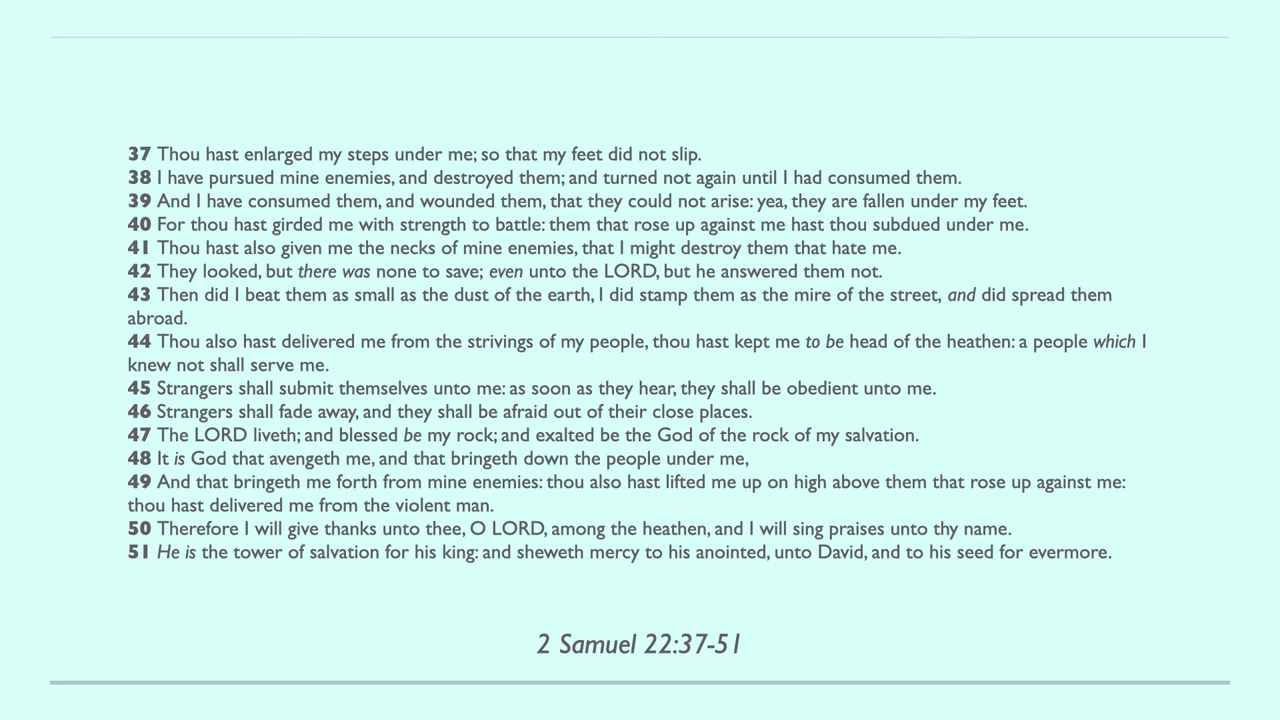 37 Thou hast enlarged my steps under me; so that my feet did not slip.
38 I have pursued mine enemies, and destroyed them; and turned not again until I had consumed them.
39 And I have consumed them, and wounded them, that they could not arise: yea, they are fallen under my feet.
40 For thou hast girded me with strength to battle: them that rose up against me hast thou subdued under me.
41 Thou hast also given me the necks of mine enemies, that I might destroy them that hate me.
42 They looked, but there was none to save; even unto the LORD, but he answered them not.
43 Then did I beat them as small as the dust of the earth, I did stamp them as the mire of the street, and did spread them
abroad.
44 Thou also hast delivered me from the strivings of my people, thou hast kept me to be head of the heathen: a people which I
knew not shall serve me.
45 Strangers shall submit themselves unto me: as soon as they hear, they shall be obedient unto me.
46 Strangers shall fade away, and they shall be afraid out of their close places.
47 The LORD liveth; and blessed be my rock; and exalted be the God of the rock of my salvation.
48 It is God that avengeth me, and that bringeth down the people under me,
49 And that bringeth me forth from mine enemies: thou also hast lifted me up on high above them that rose up against me:
thou hast delivered me from the violent man.
50 Therefore I will give thanks unto thee, O LORD, among the heathen, and I will sing praises unto thy name.
51 He is the tower of salvation for his king: and sheweth mercy to his anointed, unto David, and to his seed for evermore.
2 Samuel 22:37-51